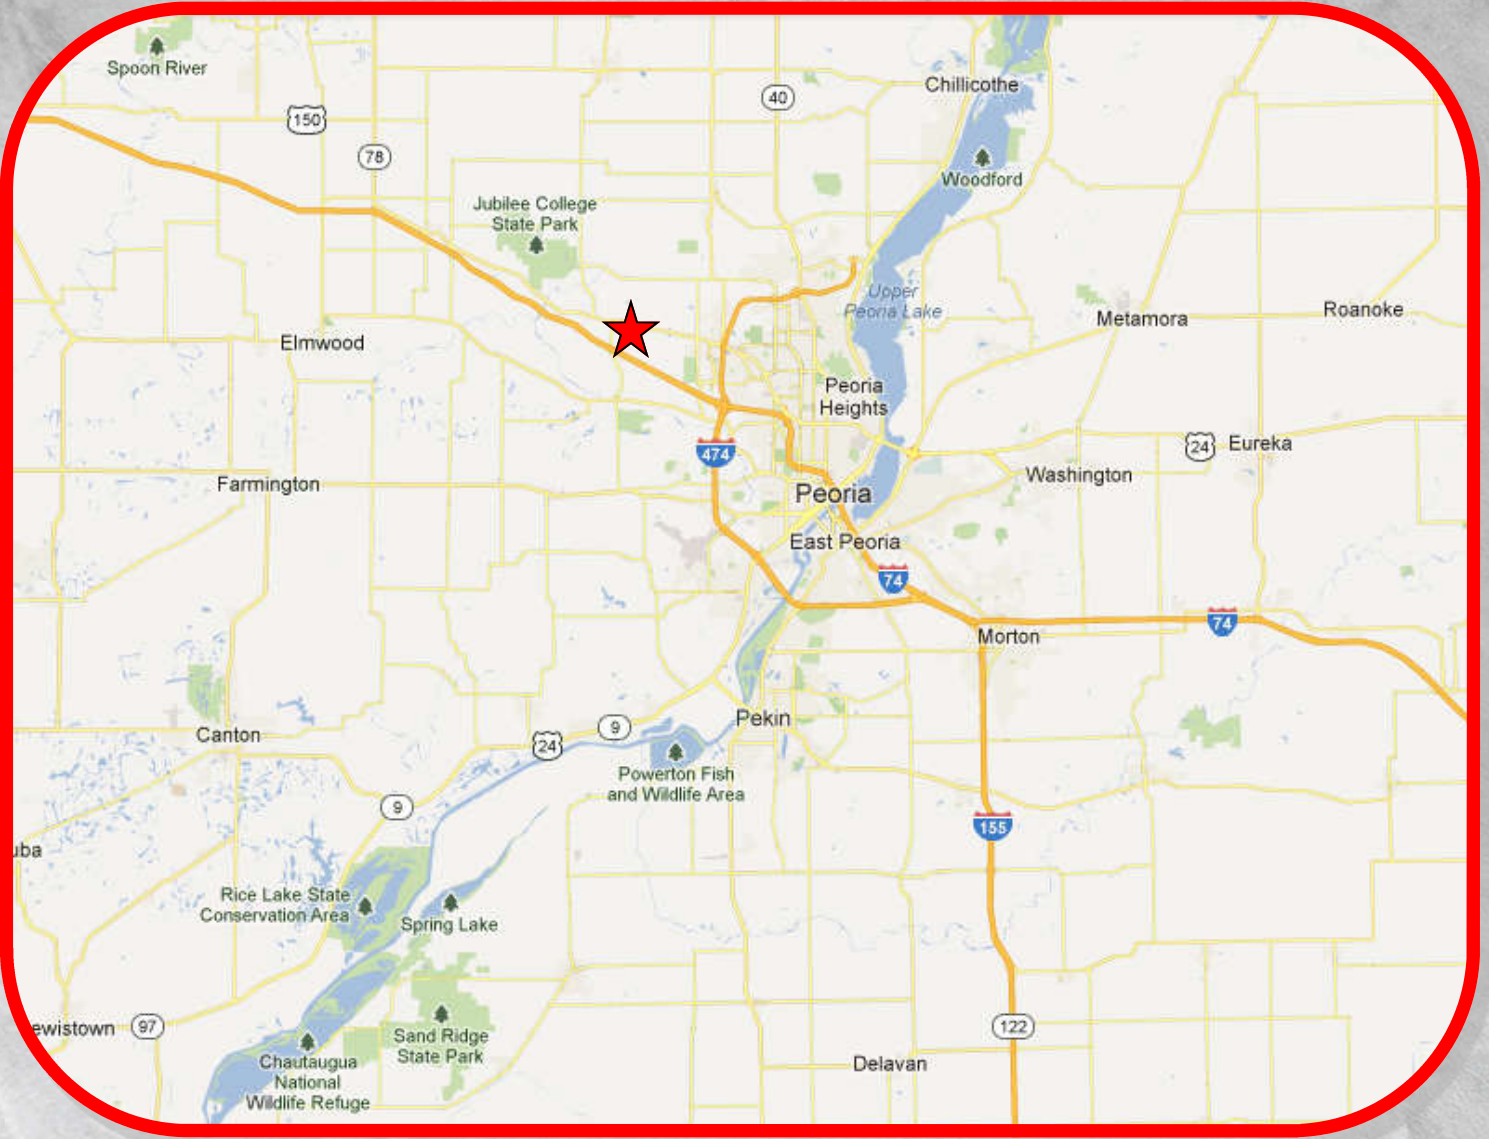 Spoon River
150
78
40
Chillicothe
Woodford
Jubilee College
State Park
Upper
Peoria Lake
Metamora
Roanoke
Elmwood
Peoria
Heights
474
24
Eureka
Washington
Farmington
Peoria
East Peoria
74
74
Morton
Canton
24
9
Pekin
Powerton Fish
and Wildlife Area
9
155
uba
Rice Lake State
Conservation Area
Spring Lake
ewistown
97
Sand Ridge
State Park
122
Chautaugua
National
Wildlife Refuge
Delavan